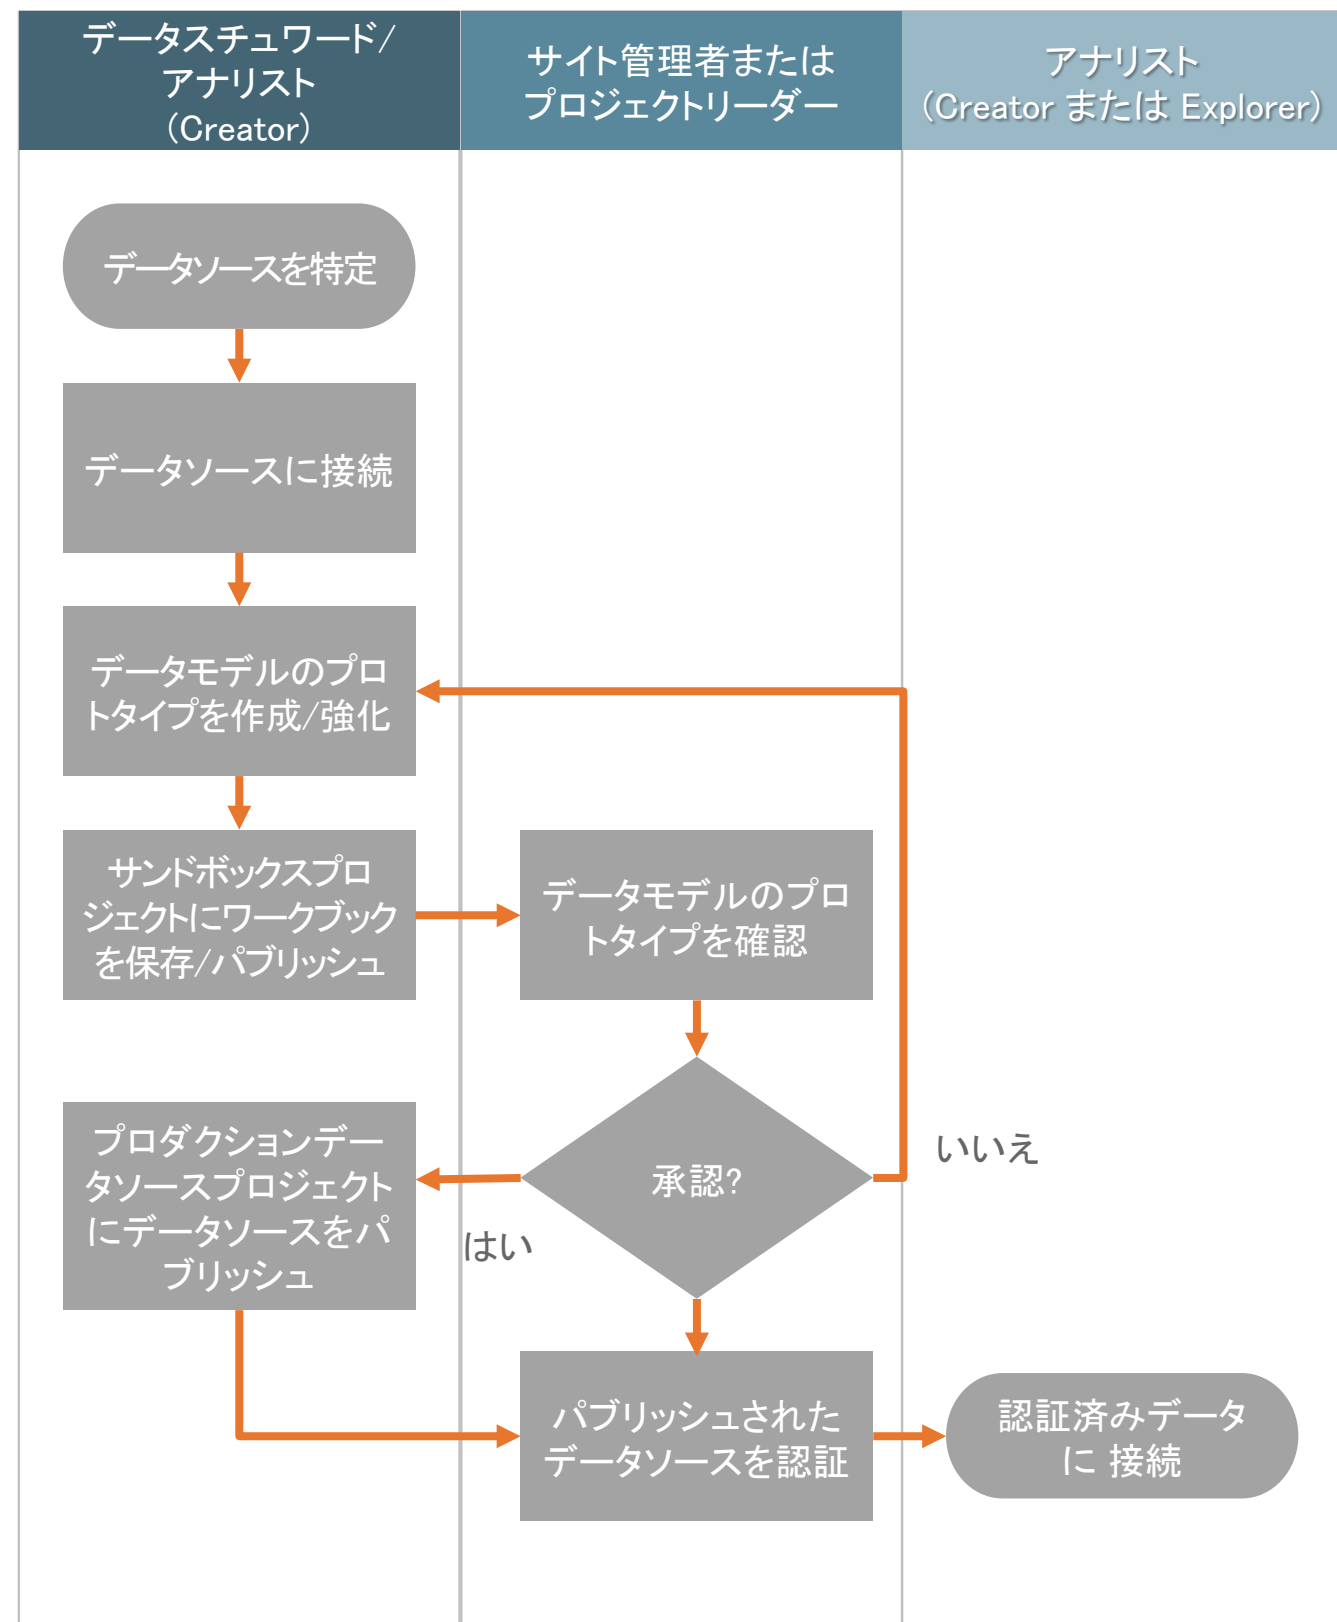 データスチュワード/
アナリスト
(Creator)
サイト管理者または
プロジェクトリーダー
アナリスト
(Creator または Explorer)
データソースを特定
データソースに接続
データモデルのプロ
トタイプを作成/強化
サンドボックスプロ
ジェクトにワークブック
を保存/パブリッシュ
データモデルのプロ
トタイプを確認
プロダクションデー
タソースプロジェクト
にデータソースをパ
ブリッシュ
承認?
いいえ
はい
パブリッシュされた
データソースを認証
認証済みデータ
に 接続